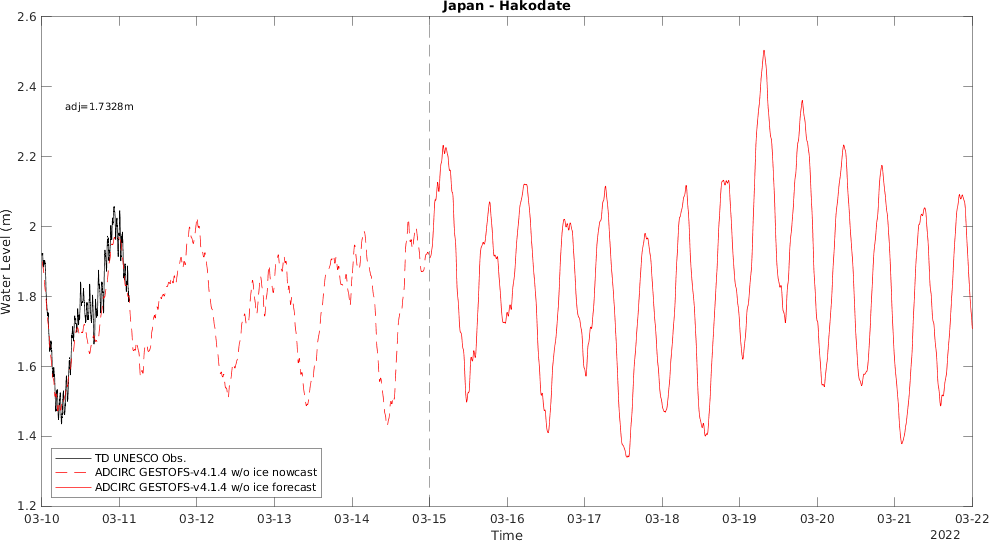 Japan - Hakodate
2.6
2.4
2.2
2
1.8
1.6
1.4
1.2
Water Level (m)
adj=1.7328m
TD UNESCO Obs.
ADCIRC GESTOFS-v4.1.4 w/o ice nowcast
ADCIRC GESTOFS-v4.1.4 w/o ice forecast
03-10 03-11 03-12 03-13 03-14 03-15 03-16 03-17 03-18 03-19 03-20 03-21 03-22
Time
2022